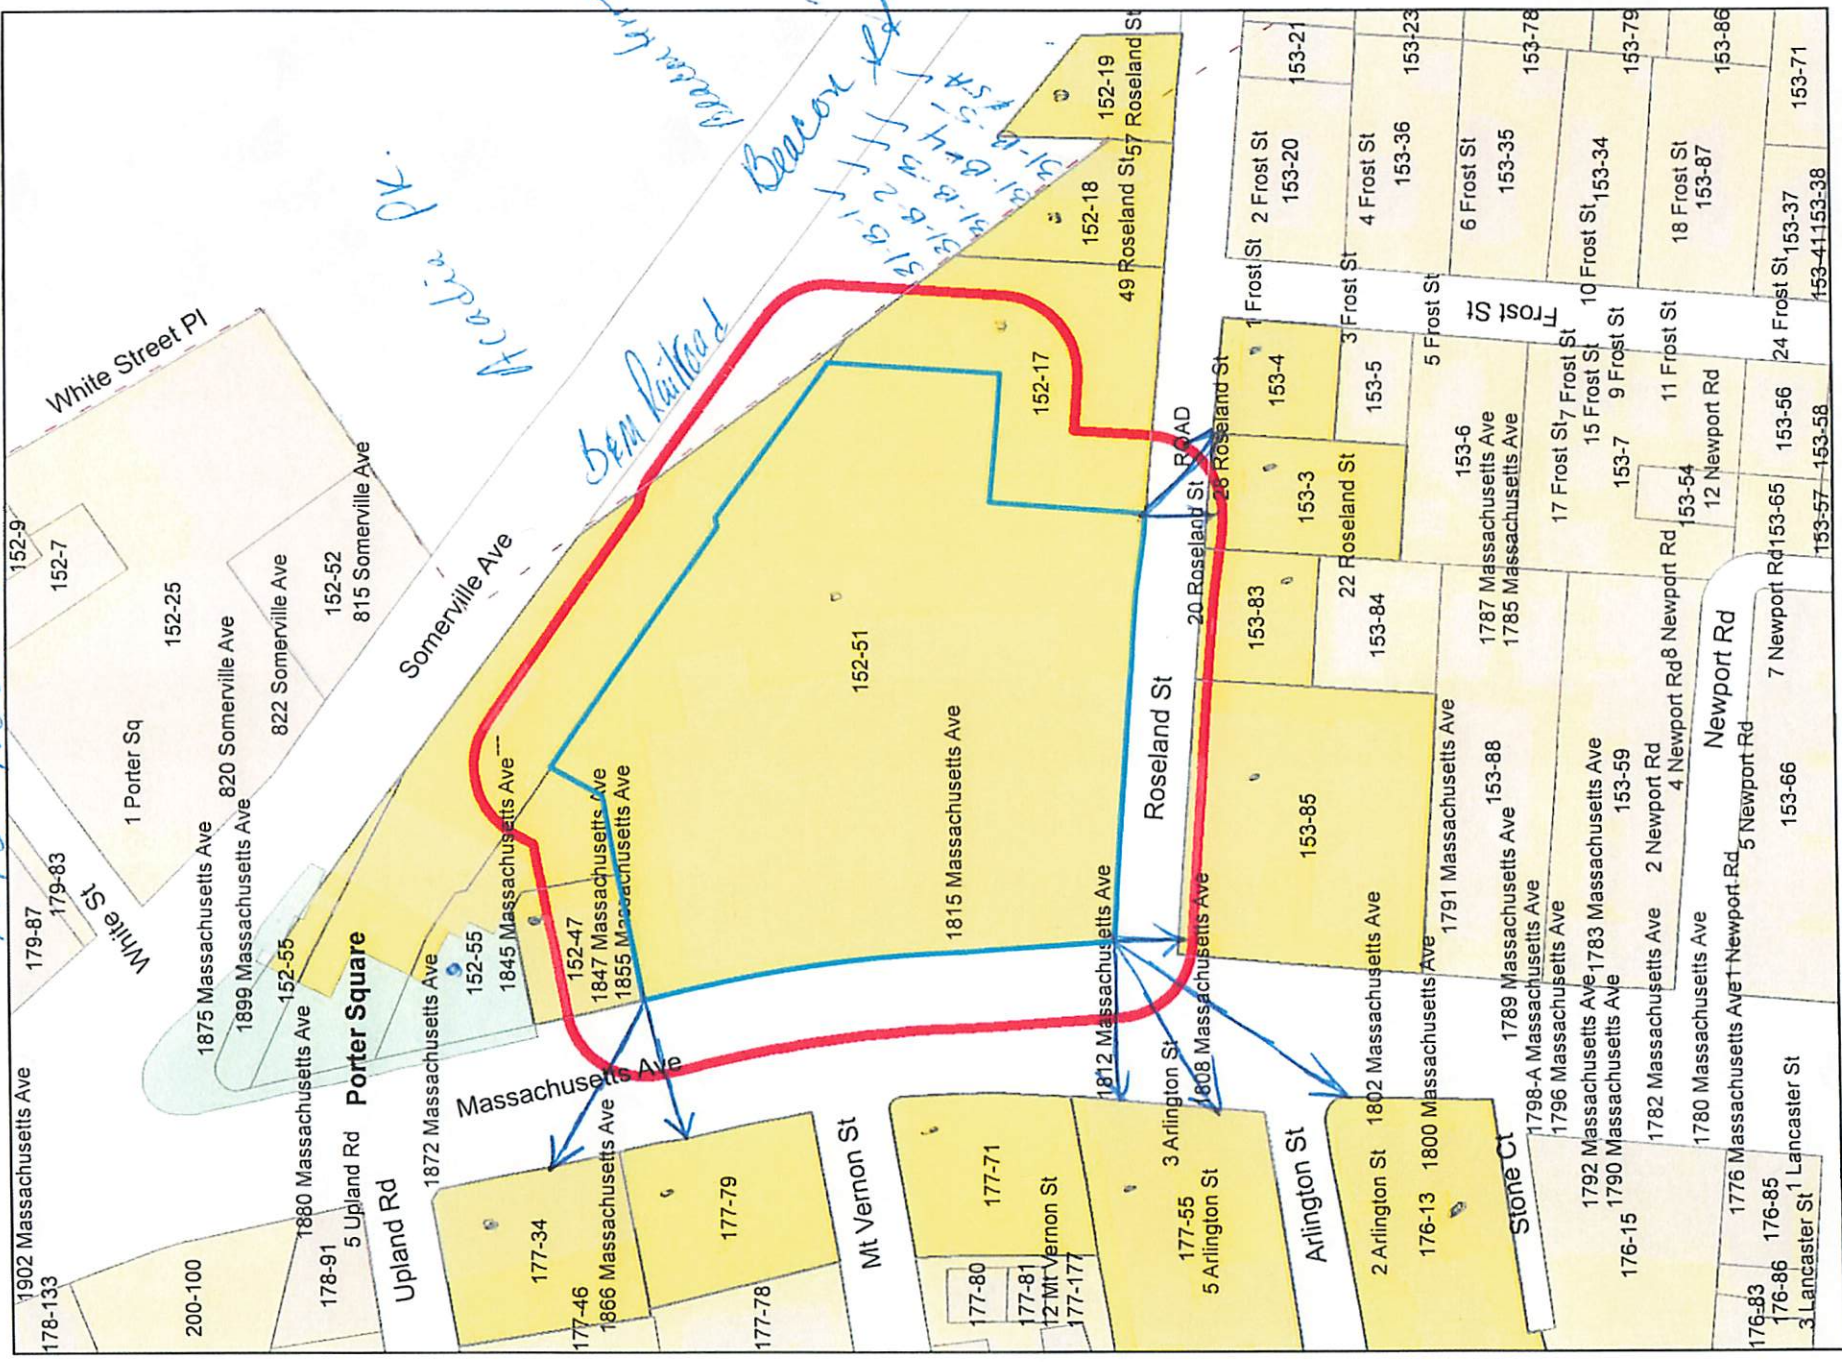 White Street Pl
Acadia Pk.
B&M Railroad
Beacon
31-B-1
31-B-2
31-B-3
31-B-4
31-B-5
&5A
152-9
152-7
152-25
152-52
815 Somerville Ave
822 Somerville Ave
820 Somerville Ave
1 Porter Sq
1875 Massachusetts Ave
1899 Massachusetts Ave
179-87
179-83
White St
Somerville Ave
152-55
Porter Square
152-55
1845 Massachusetts Ave
152-47
1847 Massachusetts Ave
1855 Massachusetts Ave
152-51
1815 Massachusetts Ave
152-17
152-18
49 Roseland St
152-19
57 Roseland St
Roseland St
ROAD
20 Roseland St
26 Roseland St
22 Roseland St
Massachusetts Ave
1902 Massachusetts Ave
178-133
200-100
1880 Massachusetts Ave
178-91
5 Upland Rd
Upland Rd
1872 Massachusetts Ave
177-34
177-46
1866 Massachusetts Ave
177-79
177-78
Mt Vernon St
177-71
177-80
177-81
12 Mt Vernon St
177-177
1812 Massachusetts Ave
3 Arlington St
1808 Massachusetts Ave
177-55
5 Arlington St
Arlington St
2 Arlington St
1802 Massachusetts Ave
176-13
1800 Massachusetts Ave
Stone Ct
1798-A Massachusetts Ave
1796 Massachusetts Ave
1792 Massachusetts Ave
1790 Massachusetts Ave
176-15
1782 Massachusetts Ave
1780 Massachusetts Ave
1776 Massachusetts Ave
176-83
176-86
176-85
3 Lancaster St
1 Lancaster St
153-21
153-23
153-78
153-79
153-86
153-71
2 Frost St
153-20
4 Frost St
153-36
6 Frost St
153-35
10 Frost St
153-34
18 Frost St
153-87
24 Frost St
153-37
153-41
153-38
Frost St
1 Frost St
153-4
3 Frost St
153-5
5 Frost St
153-6
7 Frost St
17 Frost St
15 Frost St
9 Frost St
153-7
11 Frost St
153-54
12 Newport Rd
153-56
153-58
153-65
153-57
153-3
153-83
153-84
153-85
1787 Massachusetts Ave
1785 Massachusetts Ave
1791 Massachusetts Ave
153-88
1789 Massachusetts Ave
1783 Massachusetts Ave
153-59
2 Newport Rd
4 Newport Rd
8 Newport Rd
Newport Rd
7 Newport Rd
5 Newport Rd
1 Newport Rd
153-66